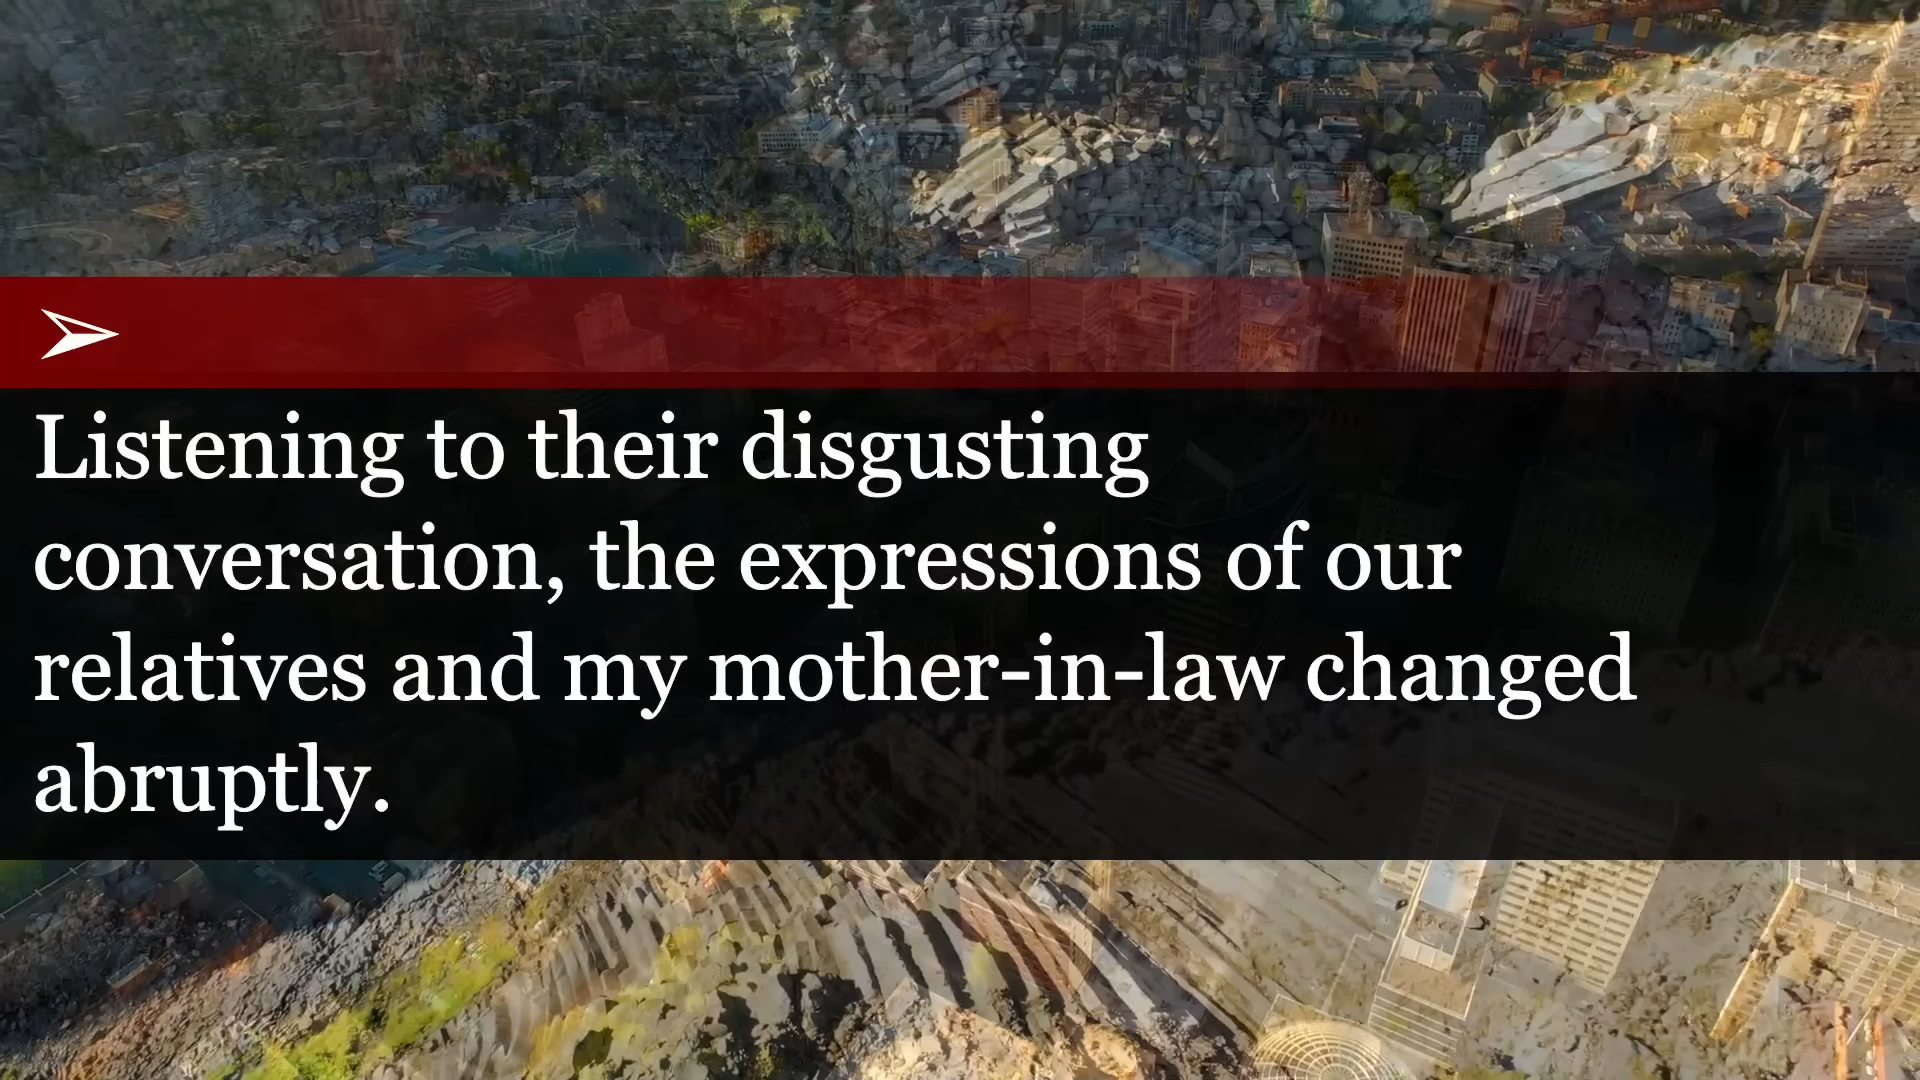 Listening to their disgusting
conversation, the expressions of our
relatives and my mother-in-law changed
abruptly.